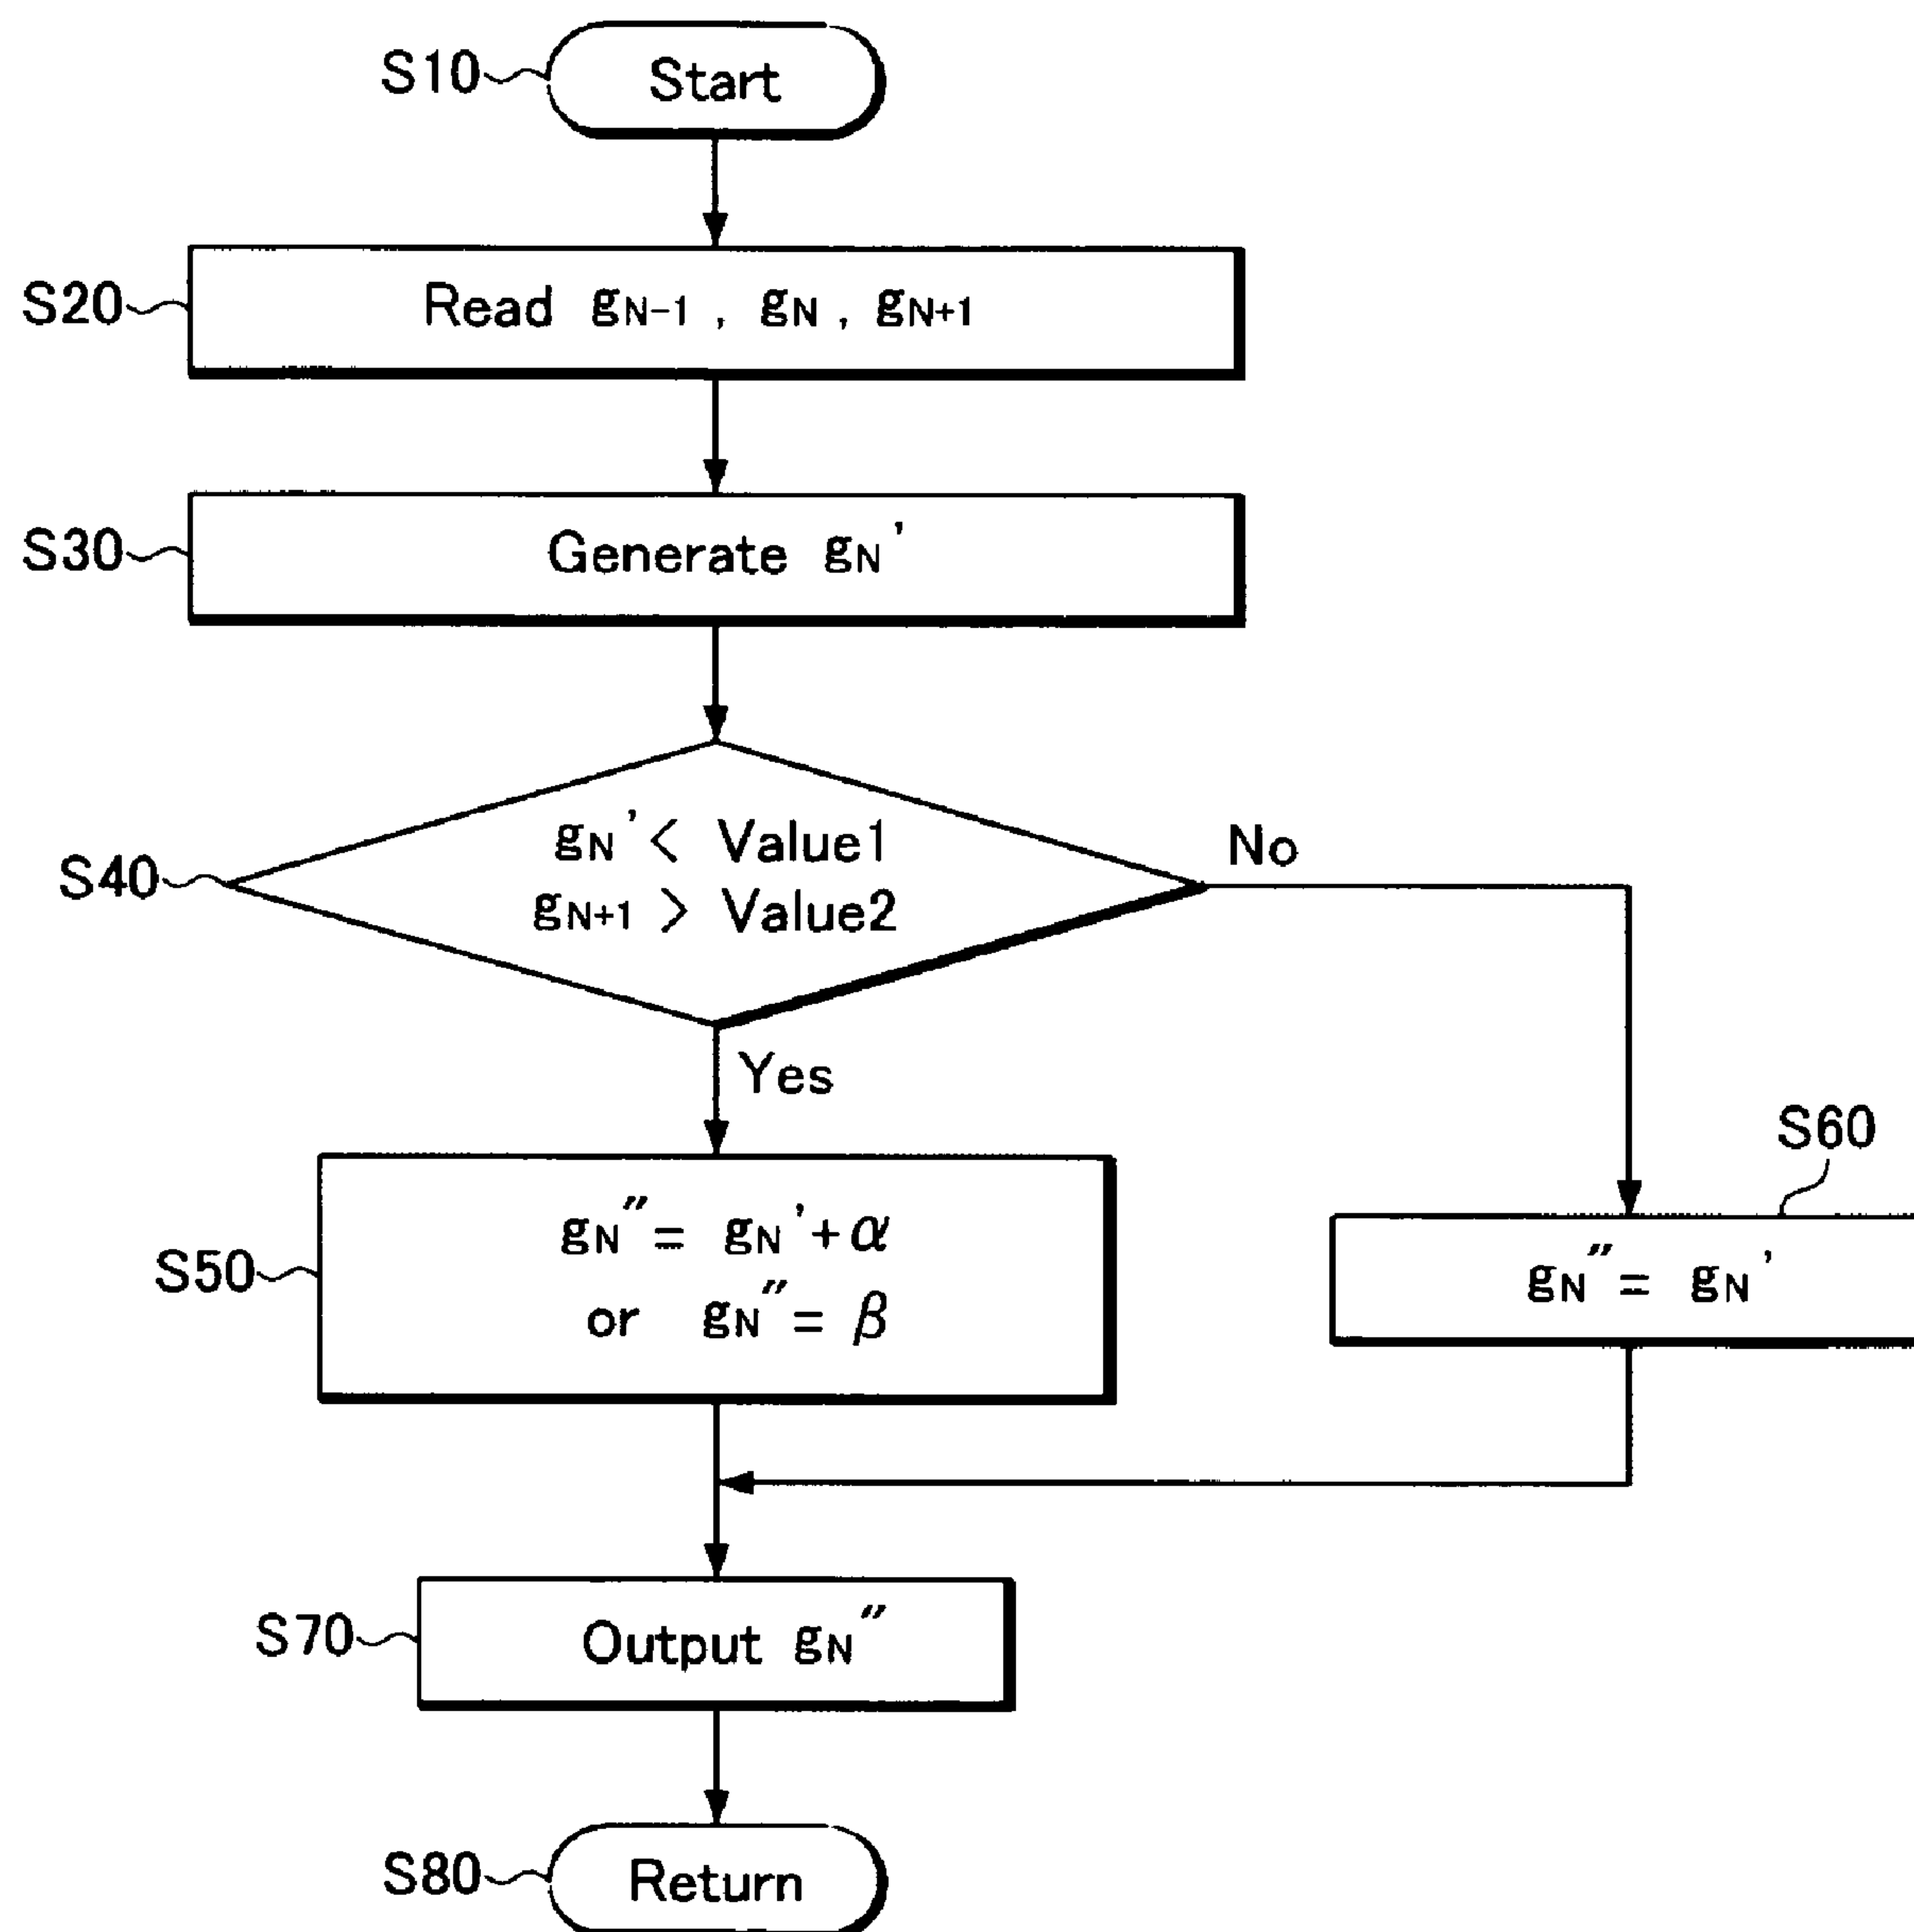 S10 Start
S20 Read gN-1 , gN , gN+1
S30 Generate gN'
S40 gN' < Value1
gN+1 > Value2
No
Yes
S50 gN''= gN'+α
or gN''= β
S60
gN''= gN'
S70 Output gN''
S80 Return